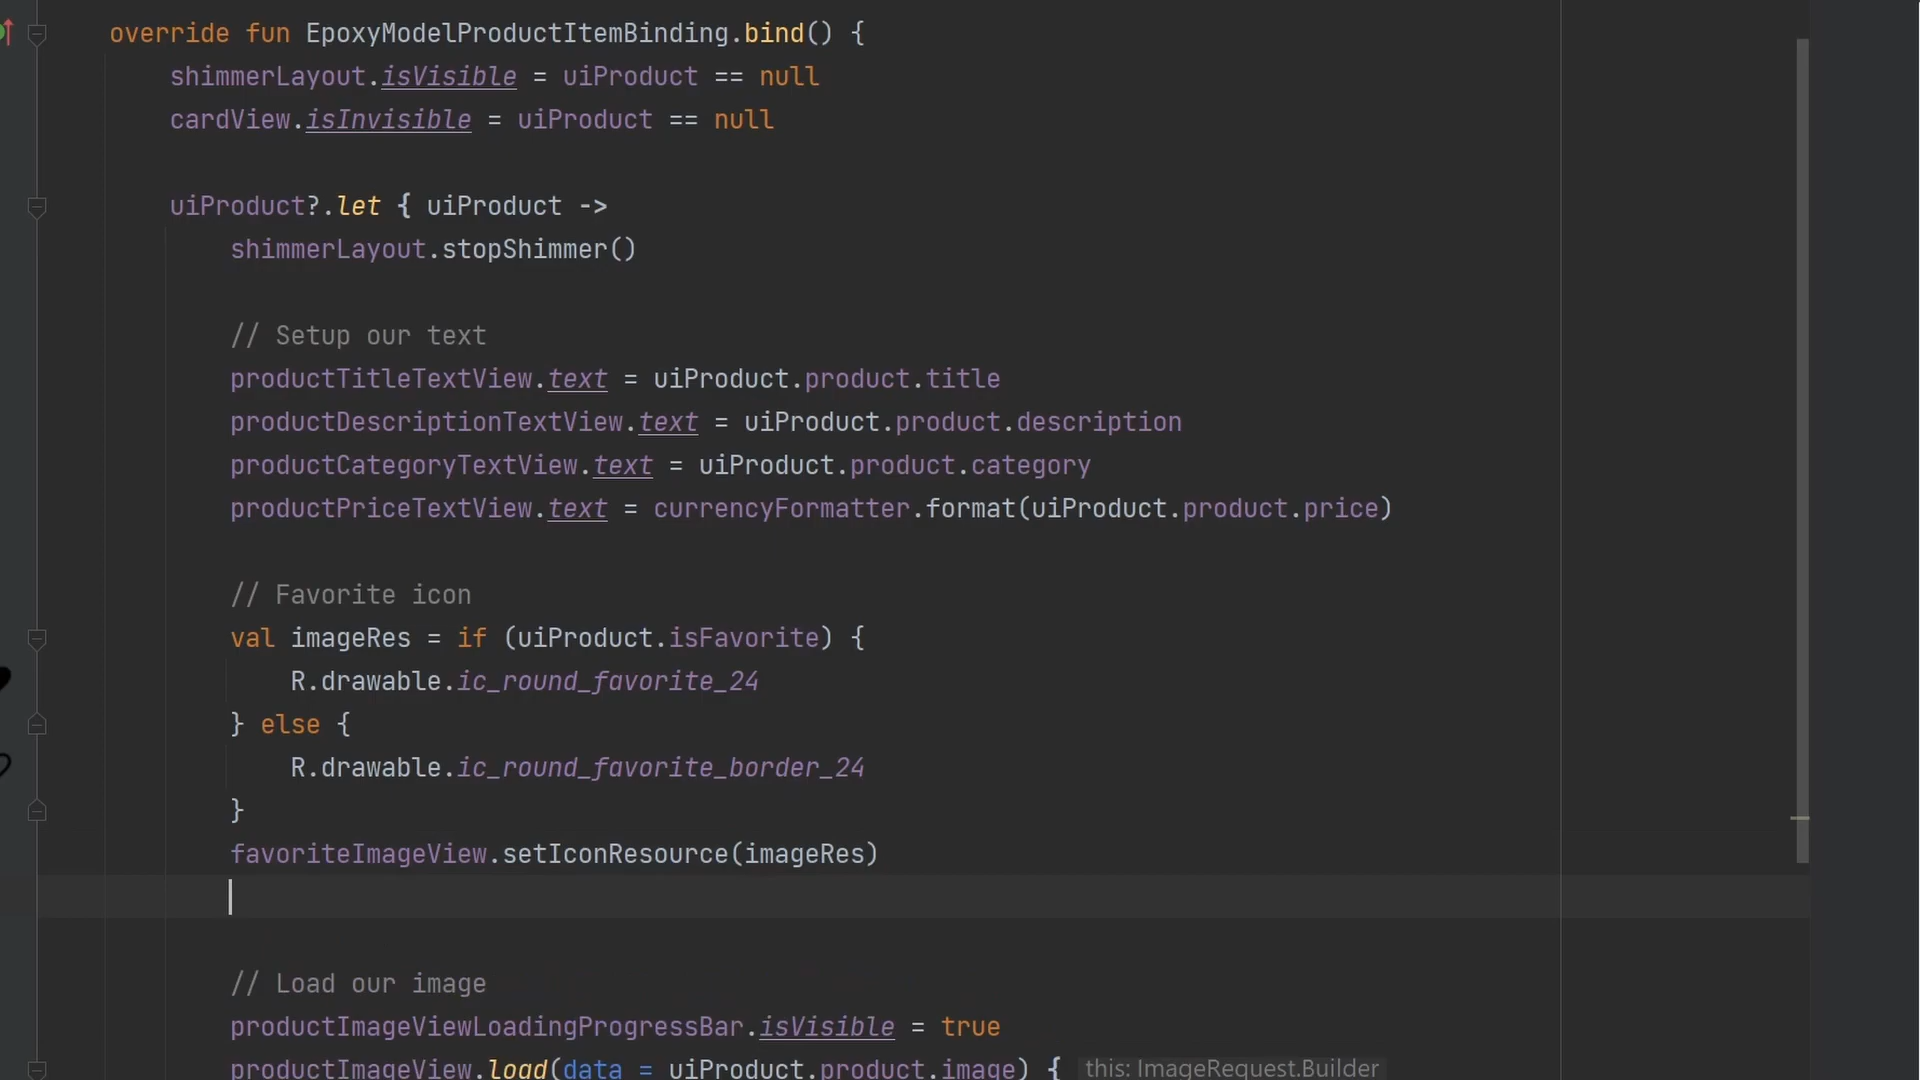 override fun EpoxyModelProductItemBinding.bind() {
shimmerLayout.isVisible = uiProduct == null
cardView.isInvisible = uiProduct == null
uiProduct?.let { uiProduct ->
shimmerLayout.stopShimmer()
// Setup our text
productTitleTextView.text = uiProduct.product.title
productDescriptionTextView.text = uiProduct.product.description
productCategoryTextView.text = uiProduct.product.category
productPriceTextView.text = currencyFormatter.format(uiProduct.product.price)
// Favorite icon
val imageRes = if (uiProduct.isFavorite) {
R.drawable.ic_round_favorite_24
} else {
R.drawable.ic_round_favorite_border_24
}
favoriteImageView.setIconResource(imageRes)
// Load our image
productImageViewLoadingProgressBar.isVisible = true
productImageView.load(data = uiProduct.product.image) { this: ImageRequest.Builder